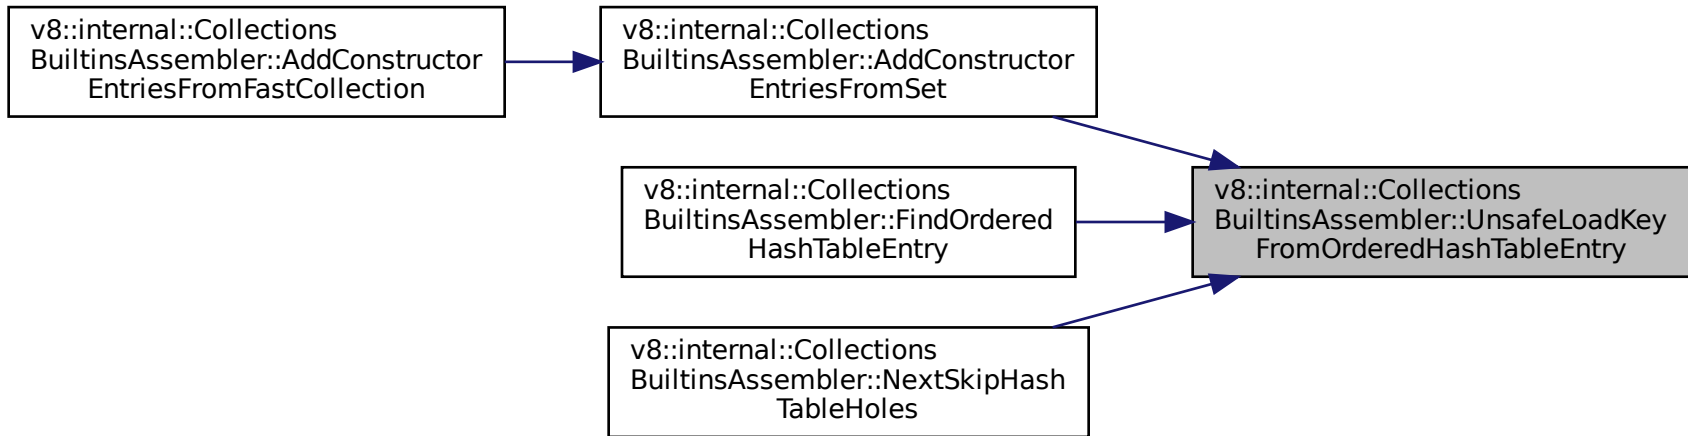 v8::internal::Collections
BuiltinsAssembler::AddConstructor
EntriesFromFastCollection
v8::internal::Collections
BuiltinsAssembler::AddConstructor
EntriesFromSet
v8::internal::Collections
BuiltinsAssembler::FindOrdered
HashTableEntry
v8::internal::Collections
BuiltinsAssembler::NextSkipHash
TableHoles
v8::internal::Collections
BuiltinsAssembler::UnsafeLoadKey
FromOrderedHashTableEntry